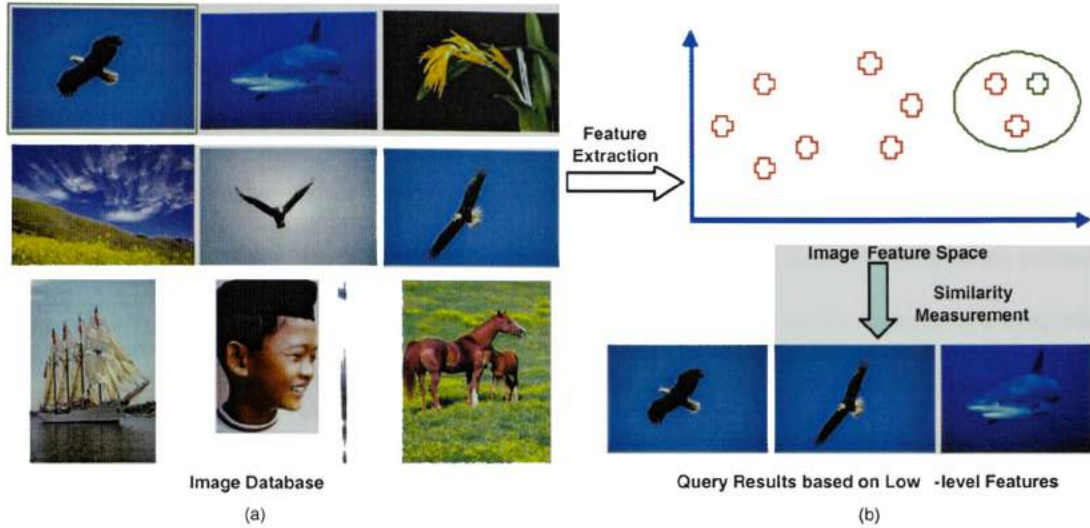 Feature
Extraction
Image Feature Space
Similarity
Measurement
Image Database
Query Results based on Low -level Features
(a)
(b)